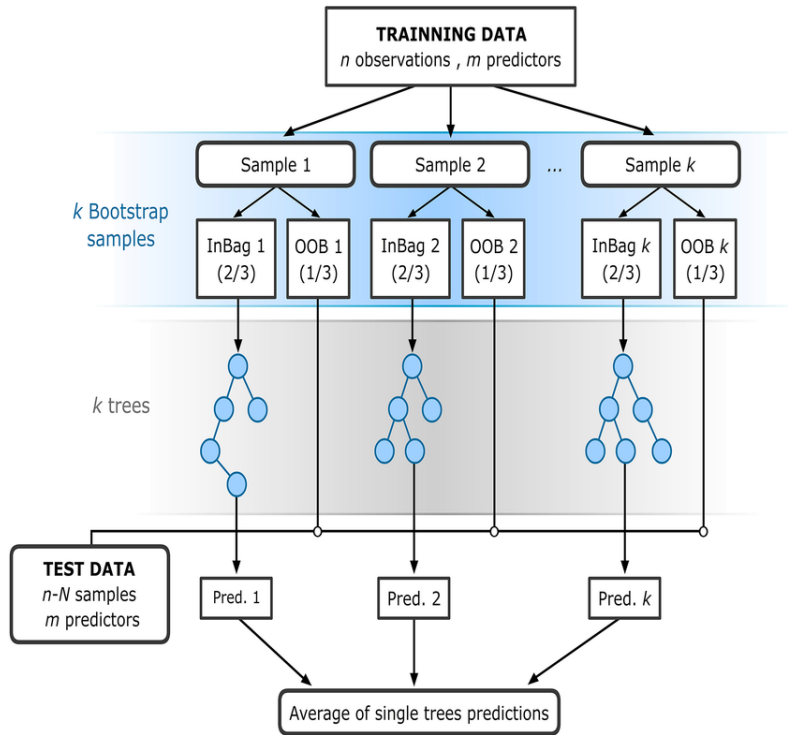 TRAINNING DATA
n observations , m predictors
Sample 1
Sample 2
...
Sample k
k Bootstrap
samples
InBag 1
(2/3)
OOB 1
(1/3)
InBag 2
(2/3)
OOB 2
(1/3)
InBag k
(2/3)
OOB k
(1/3)
k trees
TEST DATA
n-N samples
m predictors
Pred. 1
Pred. 2
Pred. k
Average of single trees predictions